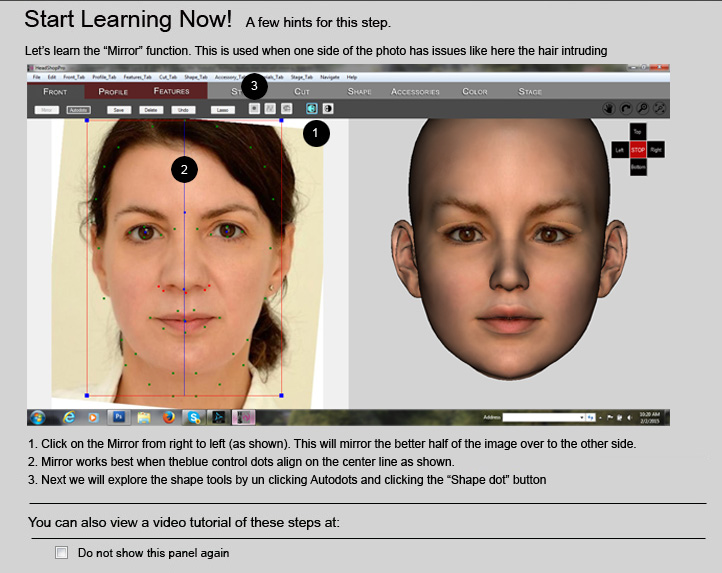 Start Learning Now! A few hints for this step.
Let's learn the “Mirror” function. This is used when one side of the photo has issues like here the hair intruding
HeadShopPro
File Edit Front_Tab Profile_Tab Features_Tab Cut_Tab Shape_Tab Accessory_Tab Stage_Tab Navigate Help
FRONT PROFILE FEATURES CUT SHAPE ACCESSORIES COLOR STAGE
3
Autodots Save Delete Undo Lasso
1
Top
Left STOP Right
Bottom
2
Address
10:20 AM
2/2/2015
1. Click on the Mirror from right to left (as shown). This will mirror the better half of the image over to the other side.
2. Mirror works best when theblue control dots align on the center line as shown.
3. Next we will explore the shape tools by un clicking Autodots and clicking the “Shape dot” button
You can also view a video tutorial of these steps at:
Do not show this panel again